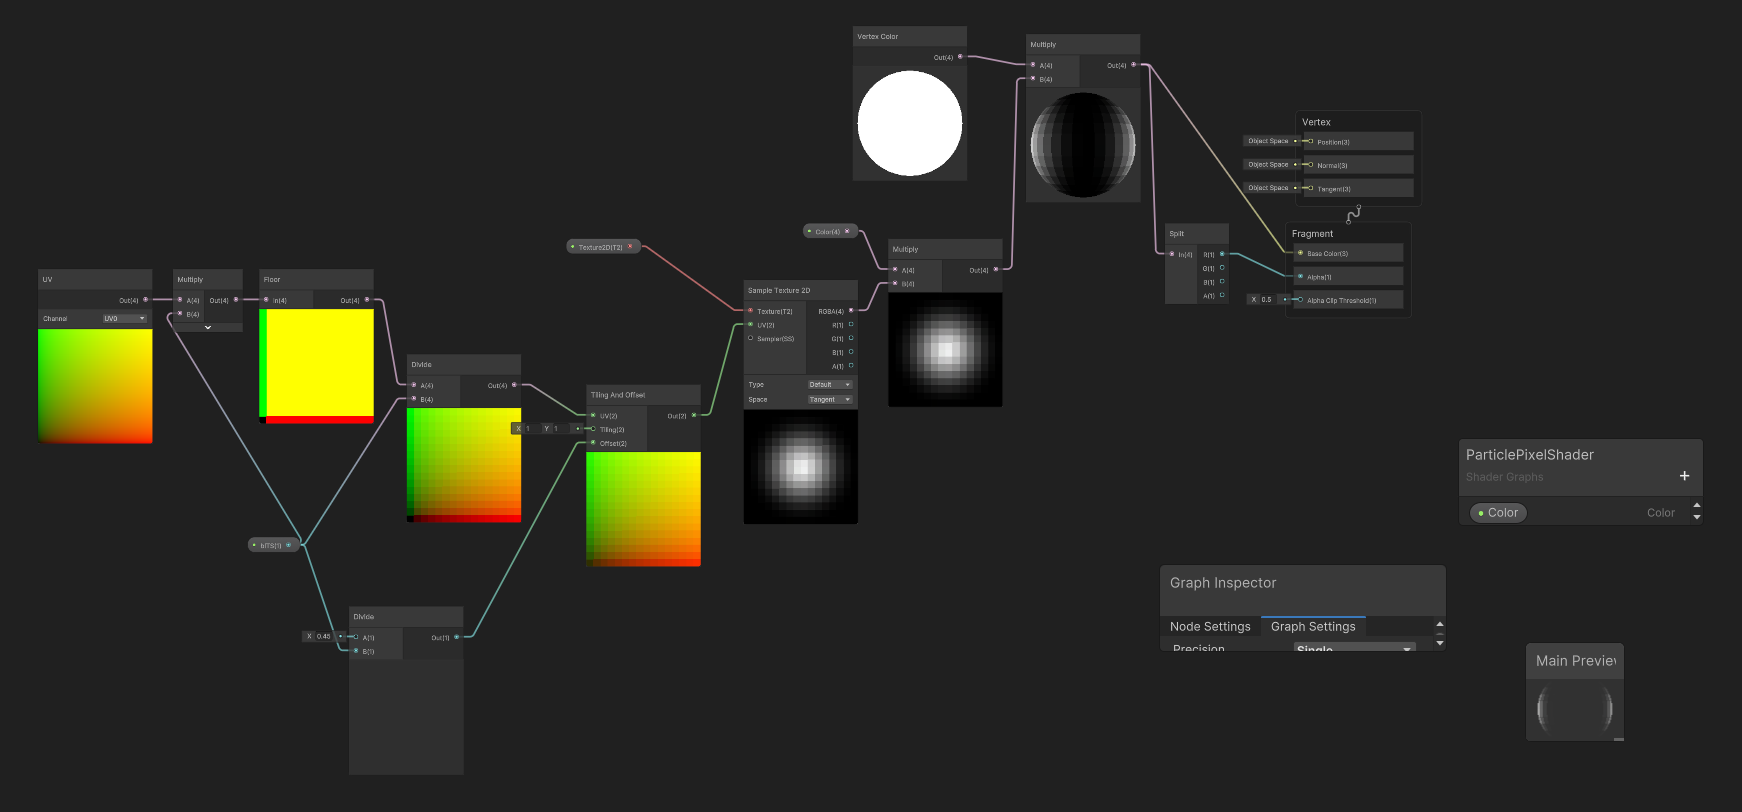 Vertex Color
Out(4)
Multiply
A(4)
Out(4)
B(4)
Vertex
Object Space
Position(3)
Object Space
Normal(3)
Object Space
Tangent(3)
Fragment
Base Color(3)
Alpha(1)
X 0.5
Alpha Clip Threshold(1)
Split
In(4)
R(1)
G(1)
B(1)
A(1)
Color(4)
Multiply
A(4)
Out(4)
B(4)
Texture2D(T2)
Sample Texture 2D
Texture(T2)
RGBA(4)
UV(2)
R(1)
Sampler(SS)
G(1)
B(1)
A(1)
Type
Default
Space
Tangent
UV
Out(4)
Channel
UV0
Multiply
A(4)
Out(4)
B(4)
Floor
In(4)
Out(4)
Divide
A(4)
Out(4)
B(4)
Tiling And Offset
UV(2)
Out(2)
X 1 Y 1
Tiling(2)
Offset(2)
Divide
X 0.45
A(1)
Out(1)
B(1)
ParticlePixelShader
Shader Graphs
+
Color
Color
Graph Inspector
Node Settings
Graph Settings
Precision
Single
Main Preview